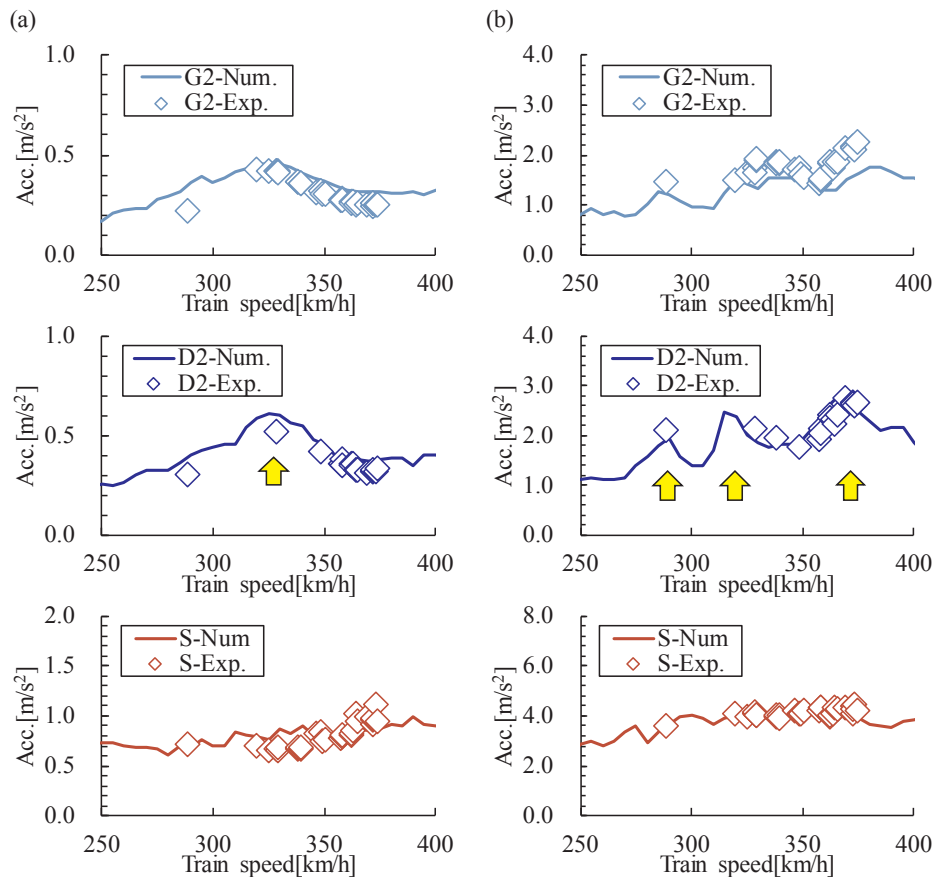 (a)
1.0
G2-Num.
G2-Exp.
Acc.[m/s²]
0.5
0.0
250 300 350 400
Train speed[km/h]
1.0
D2-Num.
D2-Exp.
Acc.[m/s²]
0.5
0.0
250 300 350 400
Train speed[km/h]
2.0
S-Num
S-Exp.
1.5
Acc.[m/s²]
1.0
0.5
0.0
250 300 350 400
Train speed[km/h]
(b)
4.0
G2-Num.
G2-Exp.
3.0
Acc.[m/s²]
2.0
1.0
0.0
250 300 350 400
Train speed[km/h]
4.0
D2-Num.
D2-Exp.
3.0
Acc.[m/s²]
2.0
1.0
0.0
250 300 350 400
Train speed[km/h]
8.0
S-Num
S-Exp.
6.0
Acc.[m/s²]
4.0
2.0
0.0
250 300 350 400
Train speed[km/h]